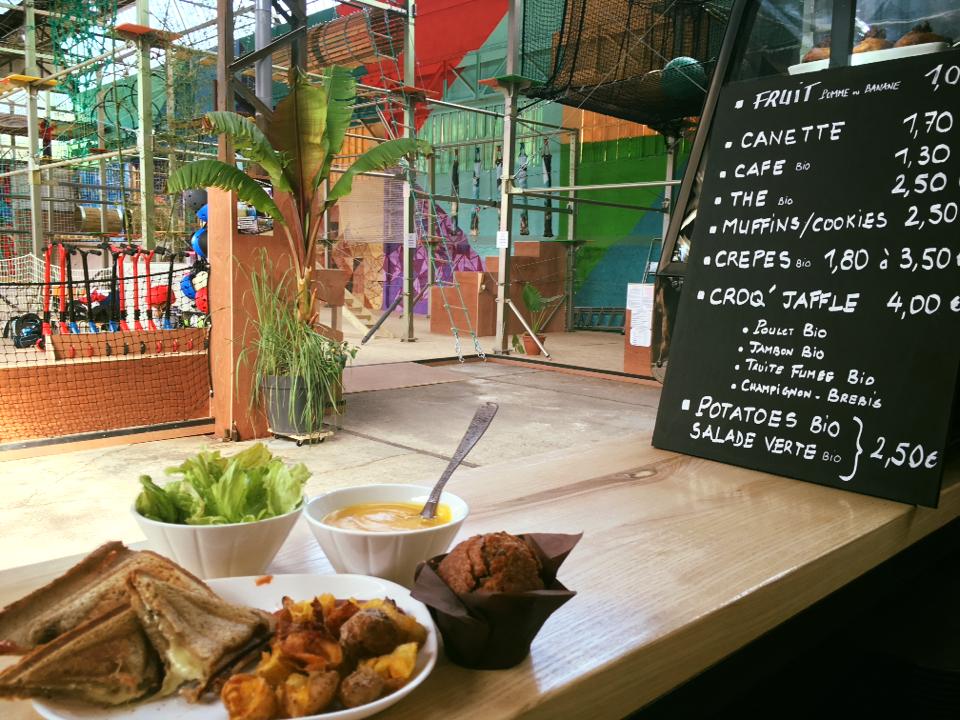 ▪ FRUIT POMME OU BANANE 1,0
▪ CANETTE 1,70
▪ CAFE Bio 1,30
▪ THE Bio 2,50
▪ MUFFINS/COOKIES 2,50
▪ CREPES Bio 1,80 à 3,50€
▪ CROQ'JAFFLE 4,00 €
• POULET Bio
• JAMBON Bio
• TRUITE FUMEE Bio
• CHAMPIGNON - BREBIS
▪ POTATOES Bio
SALADE VERTE Bio } 2,50€